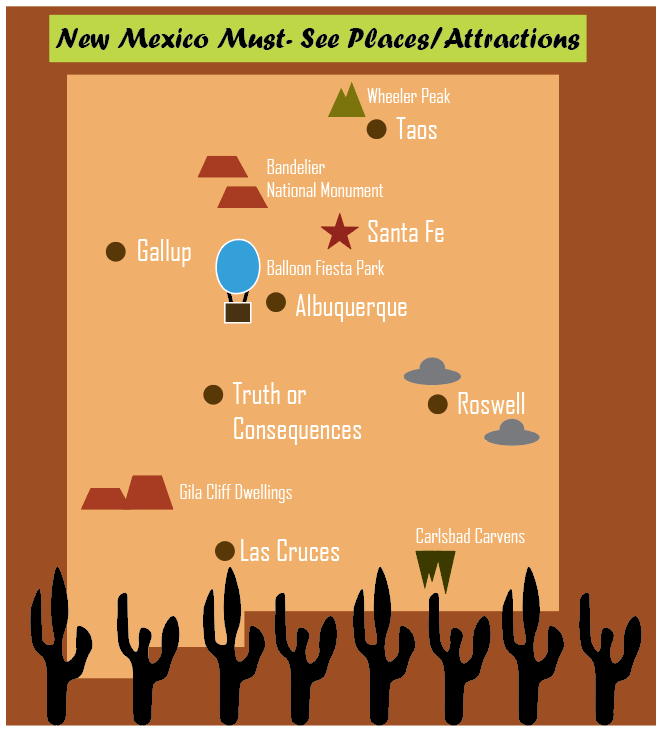 New Mexico Must- See Places/Attractions
Wheeler Peak
Taos
Bandelier
National Monument
Santa Fe
Gallup
Balloon Fiesta Park
Albuquerque
Truth or
Consequences
Roswell
Gila Cliff Dwellings
Carlsbad Carvens
Las Cruces